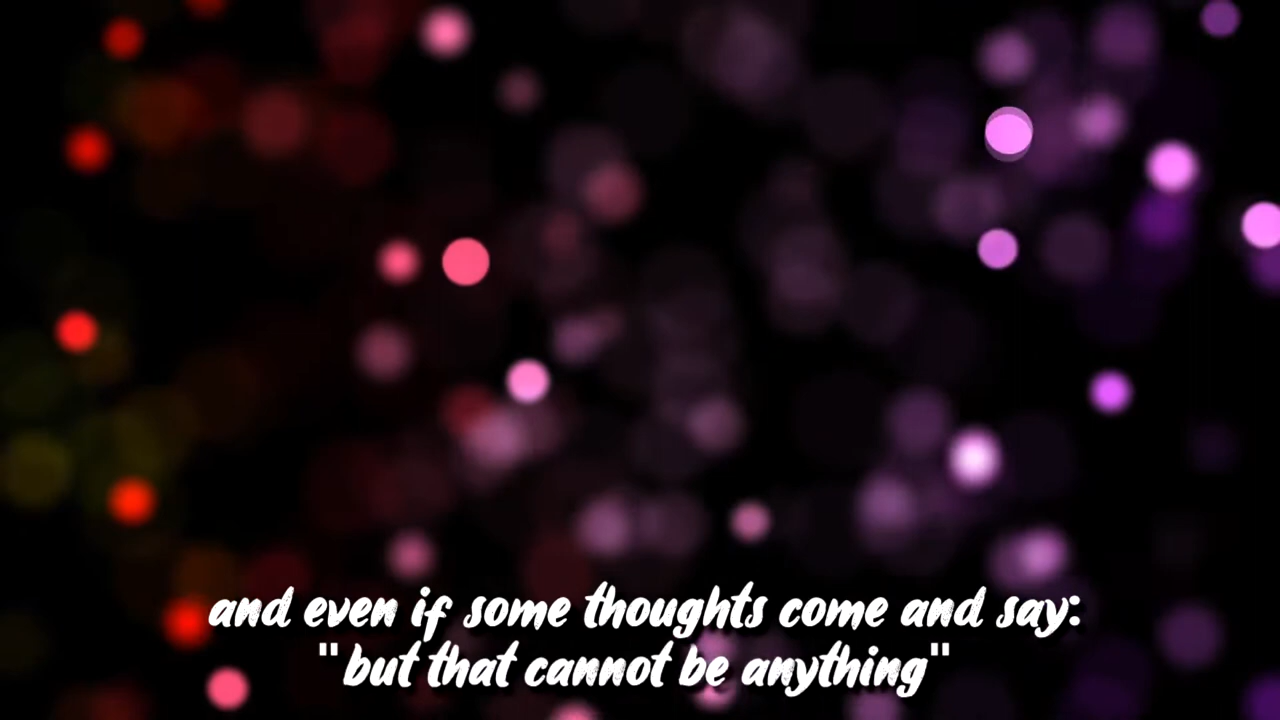 and even if some thoughts come and say:
"but that cannot be anything"